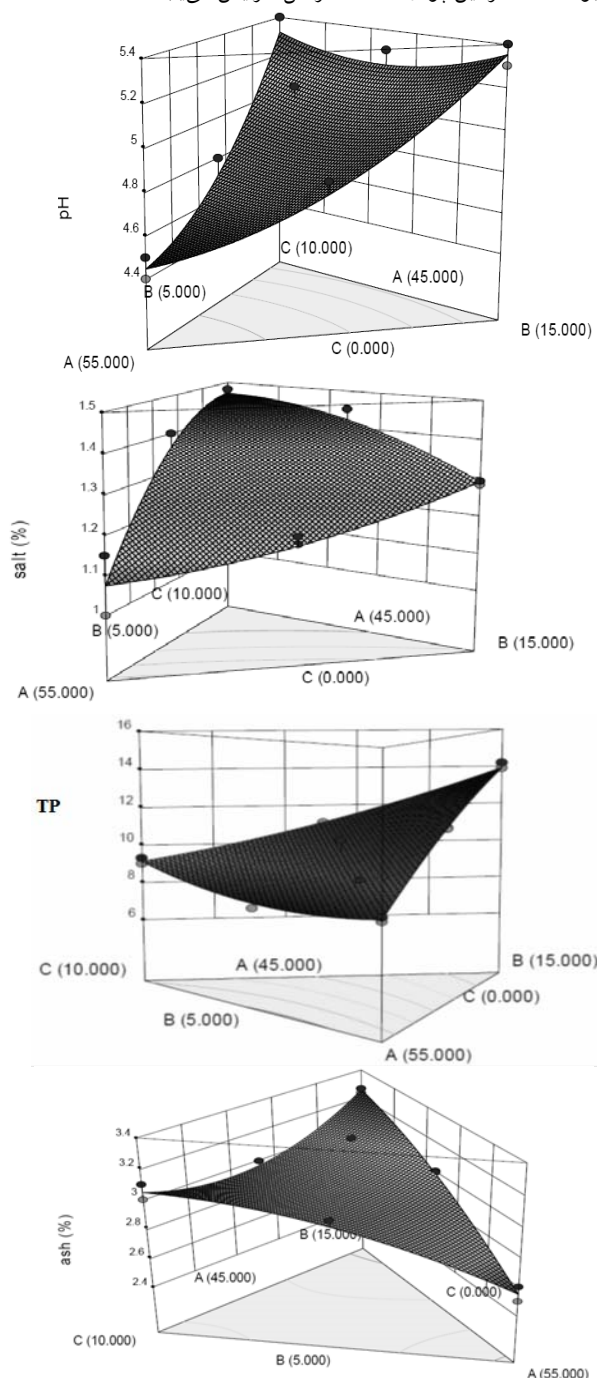 5.4
5.2
5
4.8
4.6
4.4
pH
C (10.000)
B (5.000)
A (45.000)
B (15.000)
A (55.000)
C (0.000)
1.5
1.4
1.3
1.2
1.1
1
salt (%)
C (10.000)
B (5.000)
A (45.000)
B (15.000)
A (55.000)
C (0.000)
16
14
12
10
8
6
TP
C (10.000)
A (45.000)
B (15.000)
C (0.000)
B (5.000)
A (55.000)
3.4
3.2
3
2.8
2.6
2.4
ash (%)
B (15.000)
A (45.000)
C (0.000)
C (10.000)
B (5.000)
A (55.000)